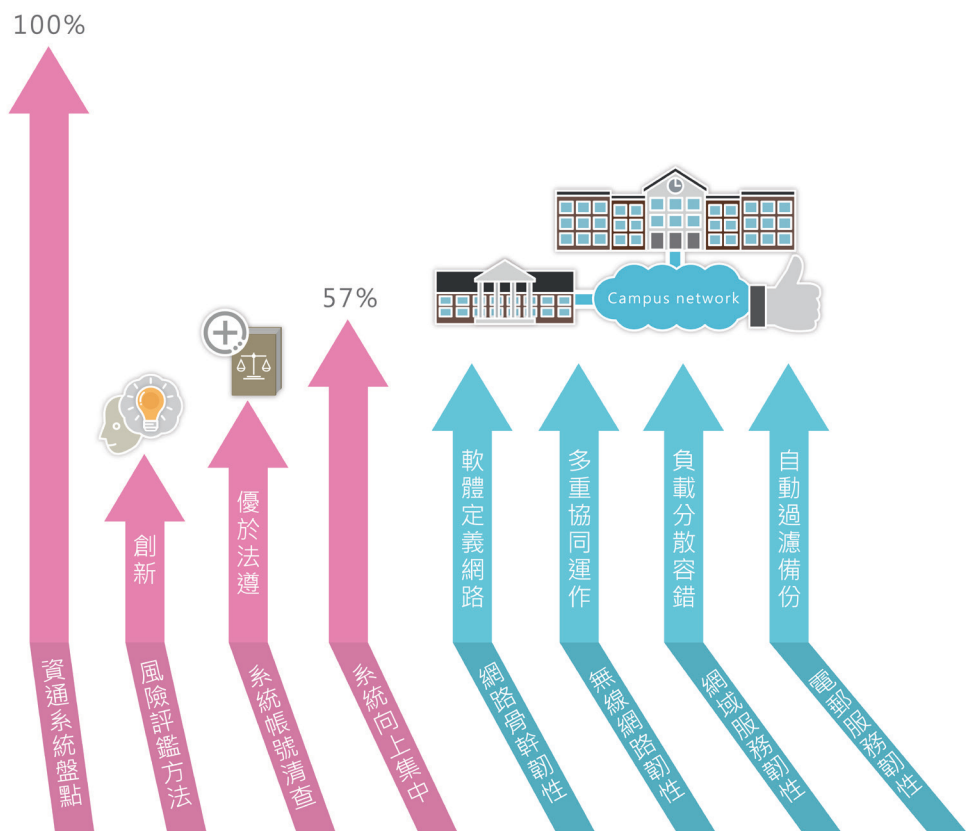 100%
57%
Campus network
創新
優於法遵
軟體定義網路
多重協同運作
負載分散容錯
自動過濾備份
資通系統盤點
風險評鑑方法
系統帳號清查
系統向上集中
網路骨幹韌性
無線網路韌性
網域服務韌性
電郵服務韌性